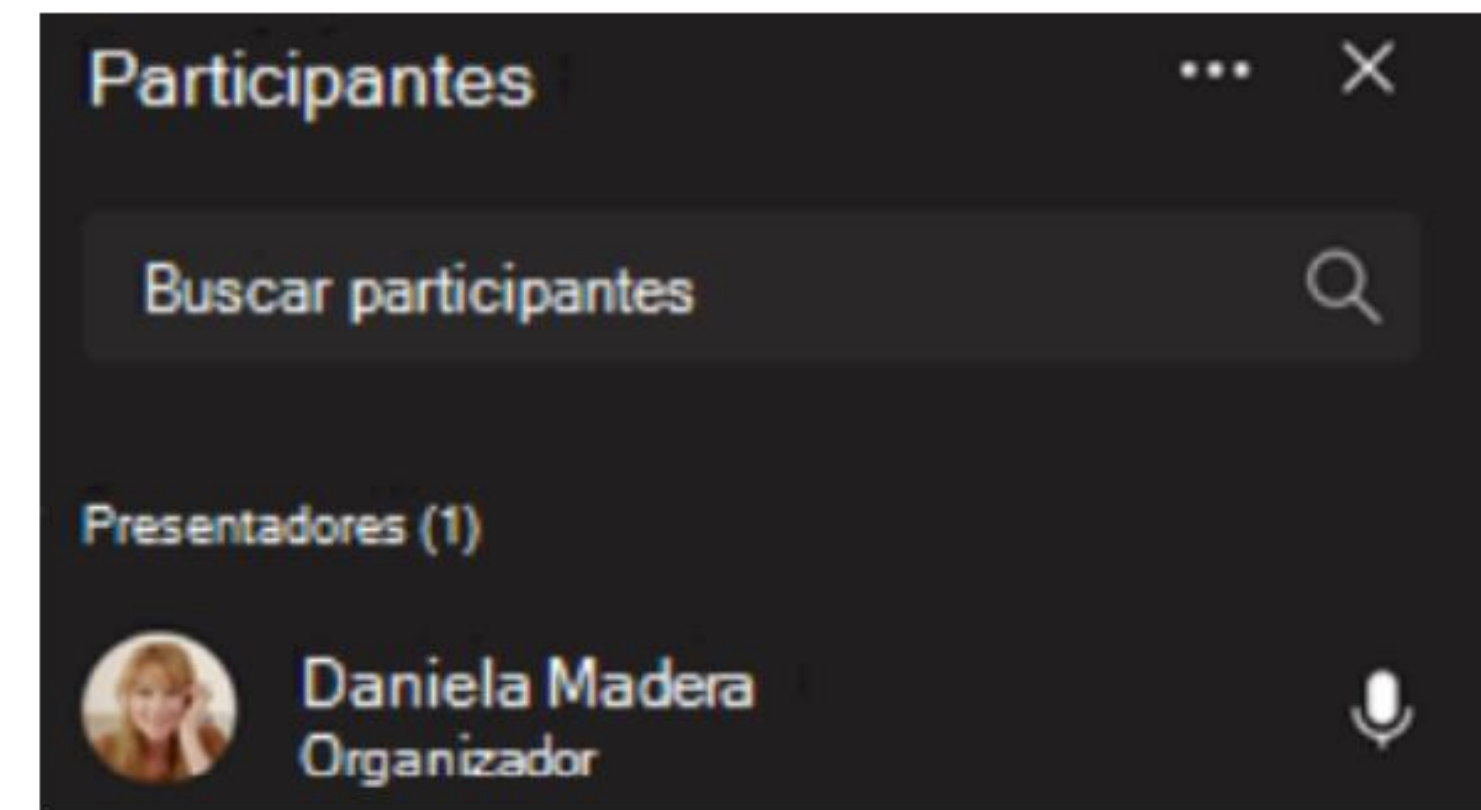 Participantes
Buscar participantes
Presentadores (1)
Daniela Madera
Organizador